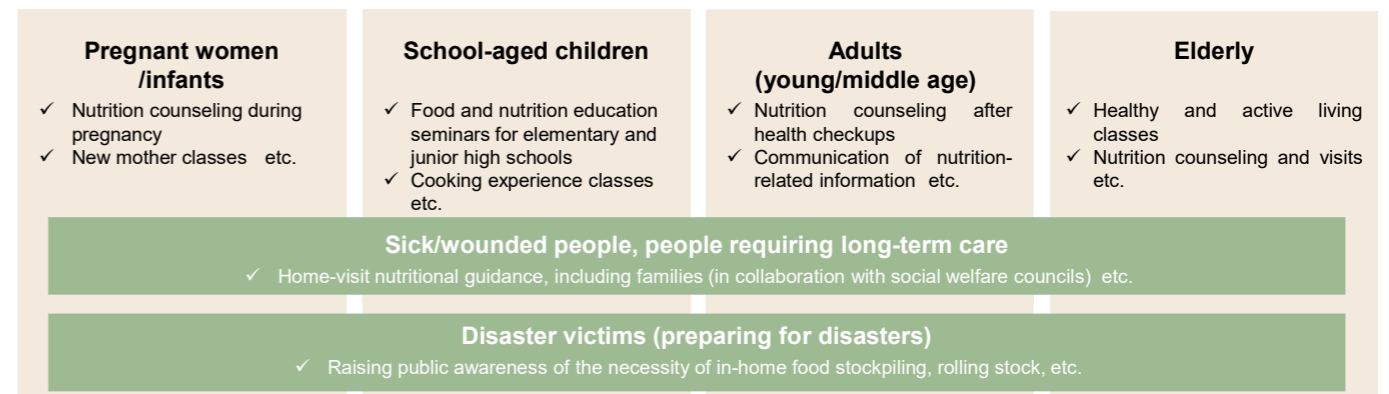 Pregnant women
/infants
✓ Nutrition counseling during
pregnancy
✓ New mother classes etc.
School-aged children
✓ Food and nutrition education
seminars for elementary and
junior high schools
✓ Cooking experience classes
etc.
Adults
(young/middle age)
✓ Nutrition counseling after
health checkups
✓ Communication of nutrition-
related information etc.
Elderly
✓ Healthy and active living
classes
✓ Nutrition counseling and visits
etc.
Sick/wounded people, people requiring long-term care
✓ Home-visit nutritional guidance, including families (in collaboration with social welfare councils) etc.
Disaster victims (preparing for disasters)
✓ Raising public awareness of the necessity of in-home food stockpiling, rolling stock, etc.